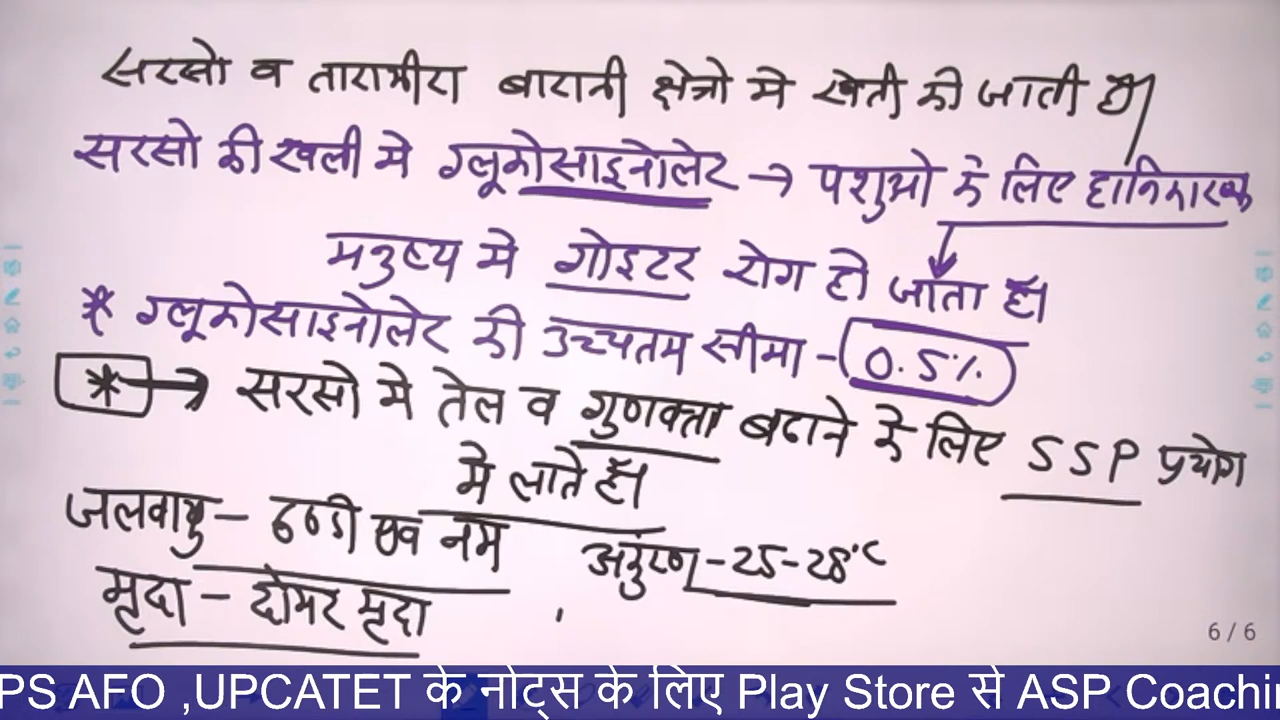 सरसो व तारामीरा बारानी क्षेत्रो मे खेती की जाती है।
सरसो की खली मे ग्लूकोसाइनोलेट → पशुओ के लिए हानिकारक
मनुष्य मे गोइटर रोग हो जाता है।
* ग्लूकोसाइनोलेट की उच्चतम सीमा - 0.5%
* → सरसो मे तेल व गुणवत्ता बढाने के लिए SSP प्रयोग
मे लाते है।
जलवायु - ठण्डी एव नम
अंकुरण - 25-28°C
मृदा - दोमट मृदा
6 / 6
PS AFO ,UPCATET के नोट्स के लिए Play Store से ASP Coachi